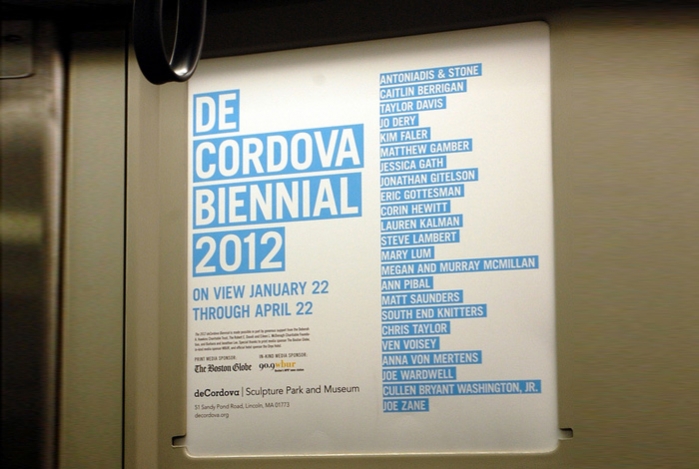 DE
CORDOVA
BIENNIAL
2012
ON VIEW JANUARY 22
THROUGH APRIL 22
PRINT MEDIA SPONSOR:
The Boston Globe
IN-KIND MEDIA SPONSOR:
90.9 wbur
deCordova | Sculpture Park and Museum
51 Sandy Pond Road, Lincoln, MA 01773
decordova.org
ANTONIADIS & STONE
CAITLIN BERRIGAN
TAYLOR DAVIS
JO DERY
KIM FALER
MATTHEW GAMBER
JESSICA GATH
JONATHAN GITELSON
ERIC GOTTESMAN
CORIN HEWITT
LAUREN KALMAN
STEVE LAMBERT
MARY LUM
MEGAN AND MURRAY MCMILLAN
ANN PIBAL
MATT SAUNDERS
SOUTH END KNITTERS
CHRIS TAYLOR
VEN VOISEY
ANNA VON MERTENS
JOE WARDWELL
CULLEN BRYANT WASHINGTON, JR.
JOE ZANE